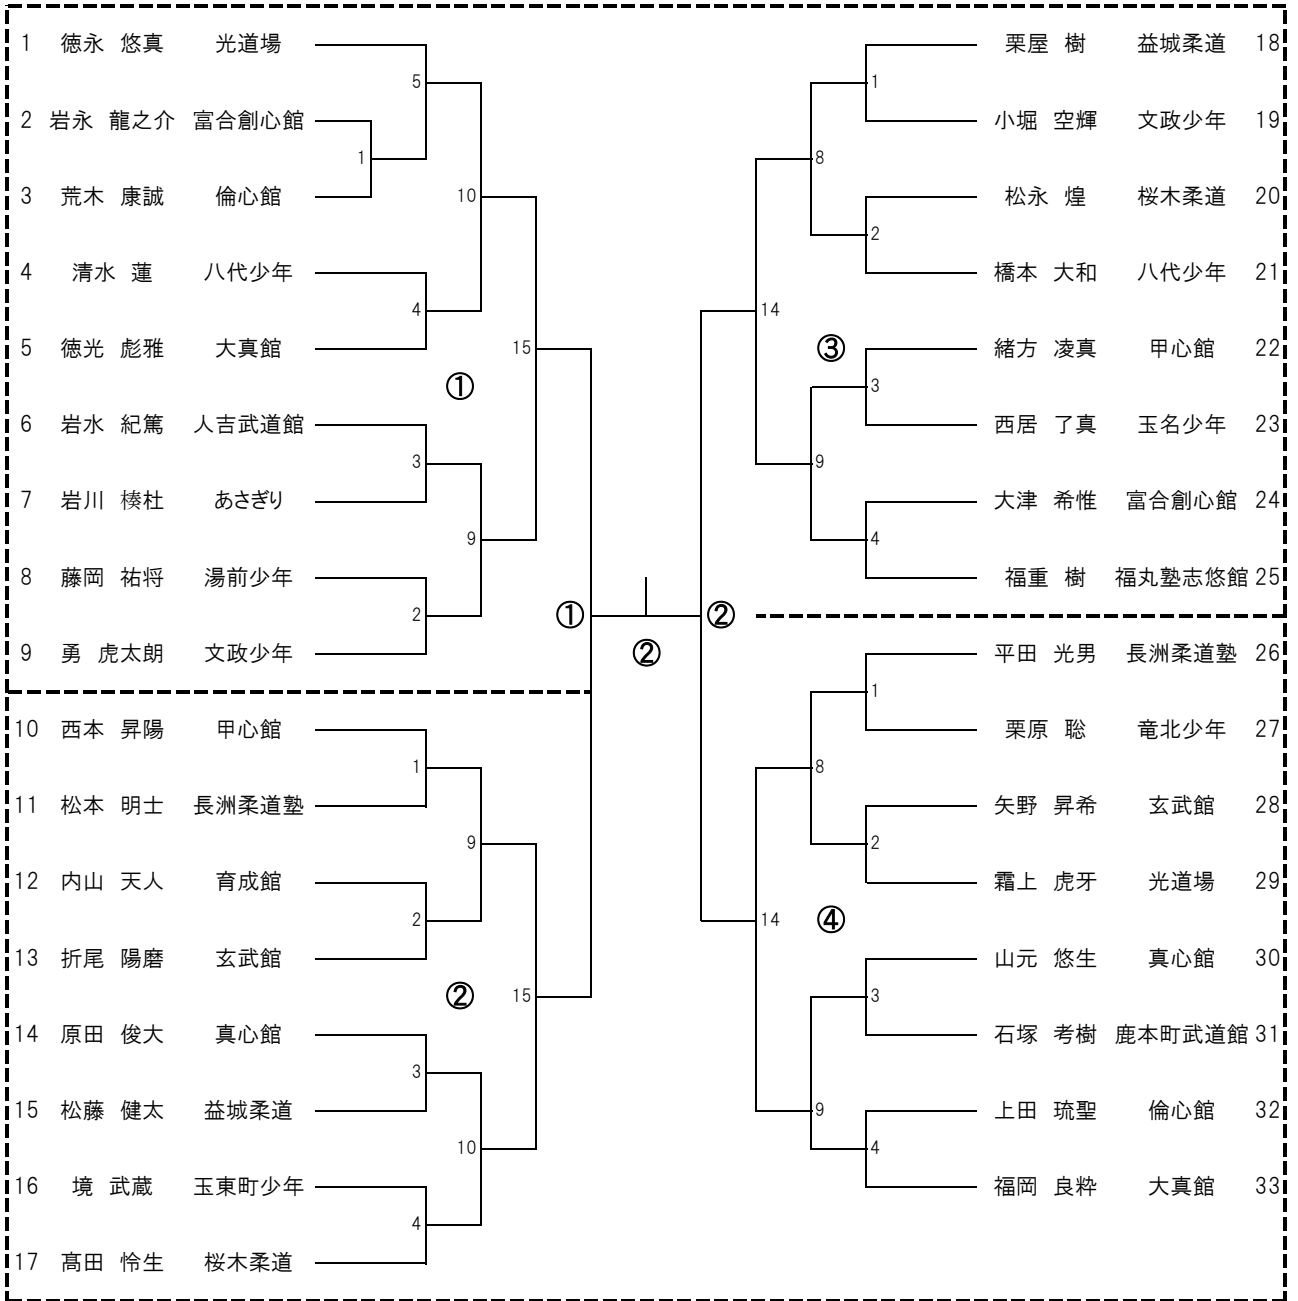 1 徳永 悠真 光道場
5
2 岩永 龍之介 富合創心館
1
3 荒木 康誠 倫心館
10
4 清水 蓮 八代少年
4
5 徳光 彪雅 大真館
15
①
6 岩水 紀篤 人吉武道館
3
7 岩川 楱杜 あさぎり
9
8 藤岡 祐将 湯前少年
2
9 勇 虎太朗 文政少年
10 西本 昇陽 甲心館
1
11 松本 明士 長洲柔道塾
9
12 内山 天人 育成館
2
13 折尾 陽磨 玄武館
②
15
14 原田 俊大 真心館
3
15 松藤 健太 益城柔道
10
16 境 武蔵 玉東町少年
4
17 髙田 怜生 桜木柔道
①
②
②
栗屋 樹 益城柔道 18
1
小堀 空輝 文政少年 19
8
松永 煌 桜木柔道 20
2
橋本 大和 八代少年 21
14
③
緒方 凌真 甲心館 22
3
西居 了真 玉名少年 23
9
大津 希惟 富合創心館 24
4
福重 樹 福丸塾志悠館 25
平田 光男 長洲柔道塾 26
1
栗原 聡 竜北少年 27
8
矢野 昇希 玄武館 28
2
霜上 虎牙 光道場 29
14
④
山元 悠生 真心館 30
3
石塚 考樹 鹿本町武道館 31
9
上田 琉聖 倫心館 32
4
福岡 良粋 大真館 33